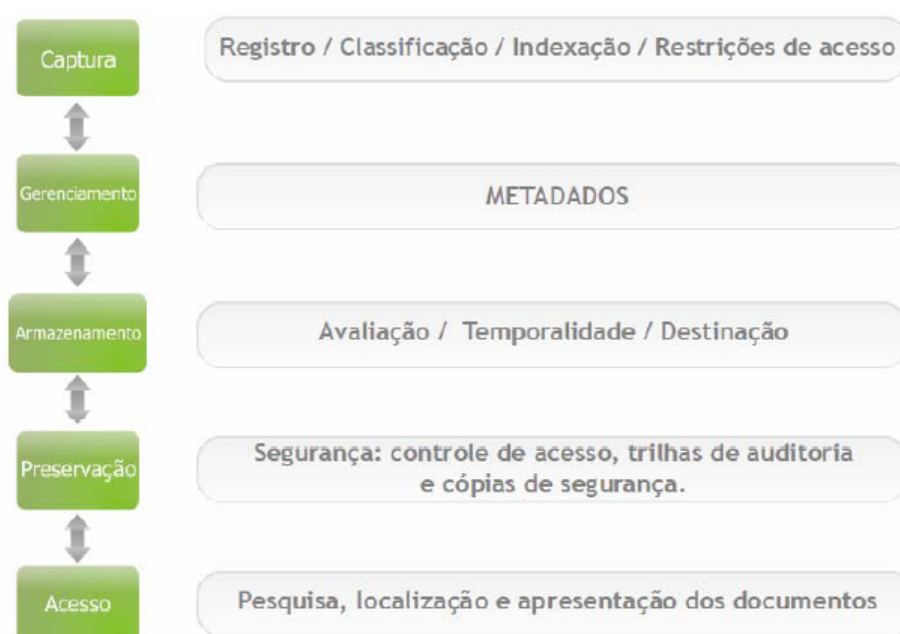 Captura
Registro / Classificação / Indexação / Restrições de acesso
Gerenciamento
METADADOS
Armazenamento
Avaliação / Temporalidade / Destinação
Preservação
Segurança: controle de acesso, trilhas de auditoria
e cópias de segurança.
Acesso
Pesquisa, localização e apresentação dos documentos